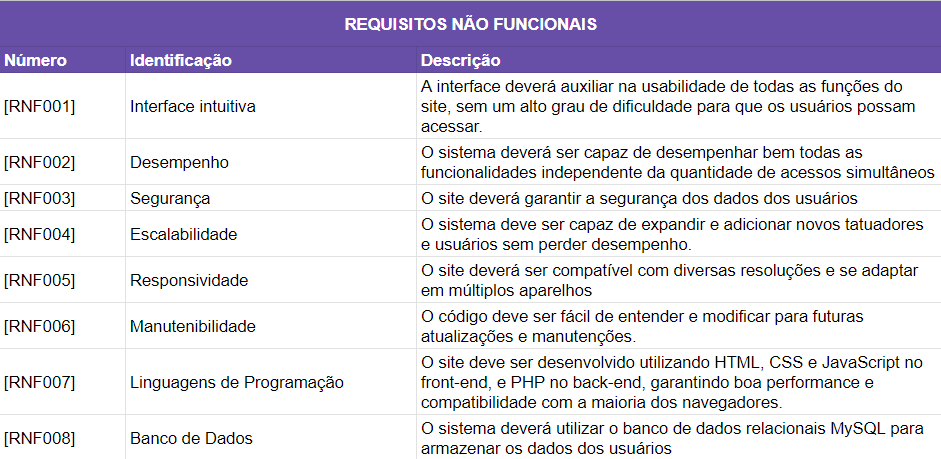 REQUISITOS NÃO FUNCIONAIS
Número Identificação Descrição
[RNF001] Interface intuitiva A interface deverá auxiliar na usabilidade de todas as funções do
site, sem um alto grau de dificuldade para que os usuários possam
acessar.
[RNF002] Desempenho O sistema deverá ser capaz de desempenhar bem todas as
funcionalidades independente da quantidade de acessos simultâneos
[RNF003] Segurança O site deverá garantir a segurança dos dados dos usuários
[RNF004] Escalabilidade O sistema deve ser capaz de expandir e adicionar novos tatuadores
e usuários sem perder desempenho.
[RNF005] Responsividade O site deverá ser compatível com diversas resoluções e se adaptar
em múltiplos aparelhos
[RNF006] Manutenibilidade O código deve ser fácil de entender e modificar para futuras
atualizações e manutenções.
[RNF007] Linguagens de Programação O site deve ser desenvolvido utilizando HTML, CSS e JavaScript no
front-end, e PHP no back-end, garantindo boa performance e
compatibilidade com a maioria dos navegadores.
[RNF008] Banco de Dados O sistema deverá utilizar o banco de dados relacionais MySQL para
armazenar os dados dos usuários